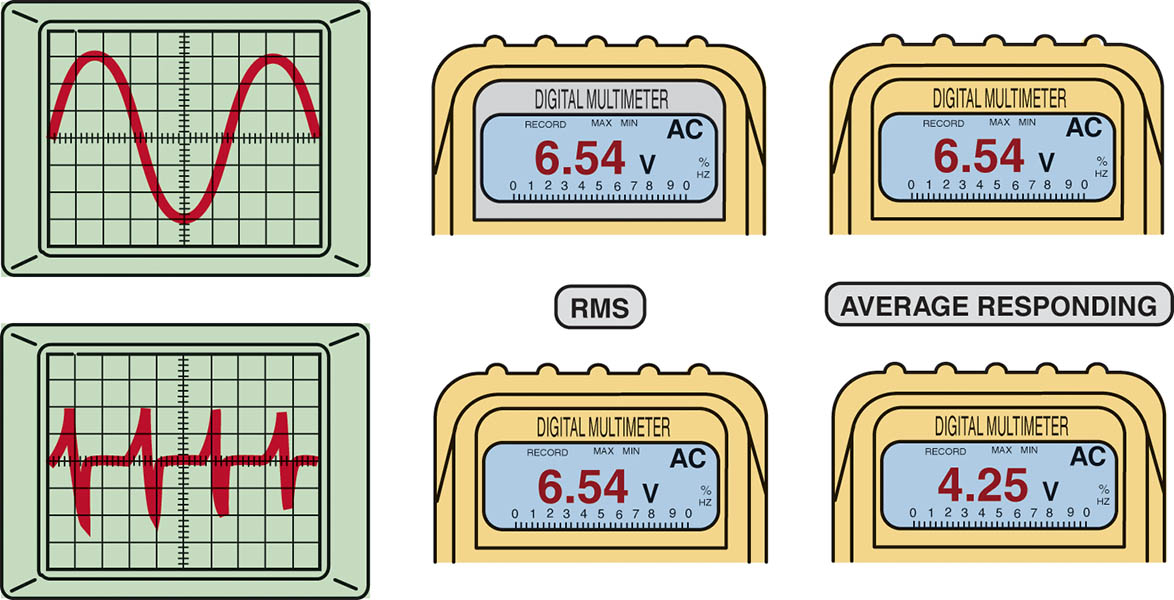 DIGITAL MULTIMETER
RECORD MAX MIN AC
6.54 V % HZ
0 1 2 3 4 5 6 7 8 9 0
DIGITAL MULTIMETER
RECORD MAX MIN AC
6.54 V % HZ
0 1 2 3 4 5 6 7 8 9 0
RMS
AVERAGE RESPONDING
DIGITAL MULTIMETER
RECORD MAX MIN AC
6.54 V % HZ
0 1 2 3 4 5 6 7 8 9 0
DIGITAL MULTIMETER
RECORD MAX MIN AC
4.25 V % HZ
0 1 2 3 4 5 6 7 8 9 0